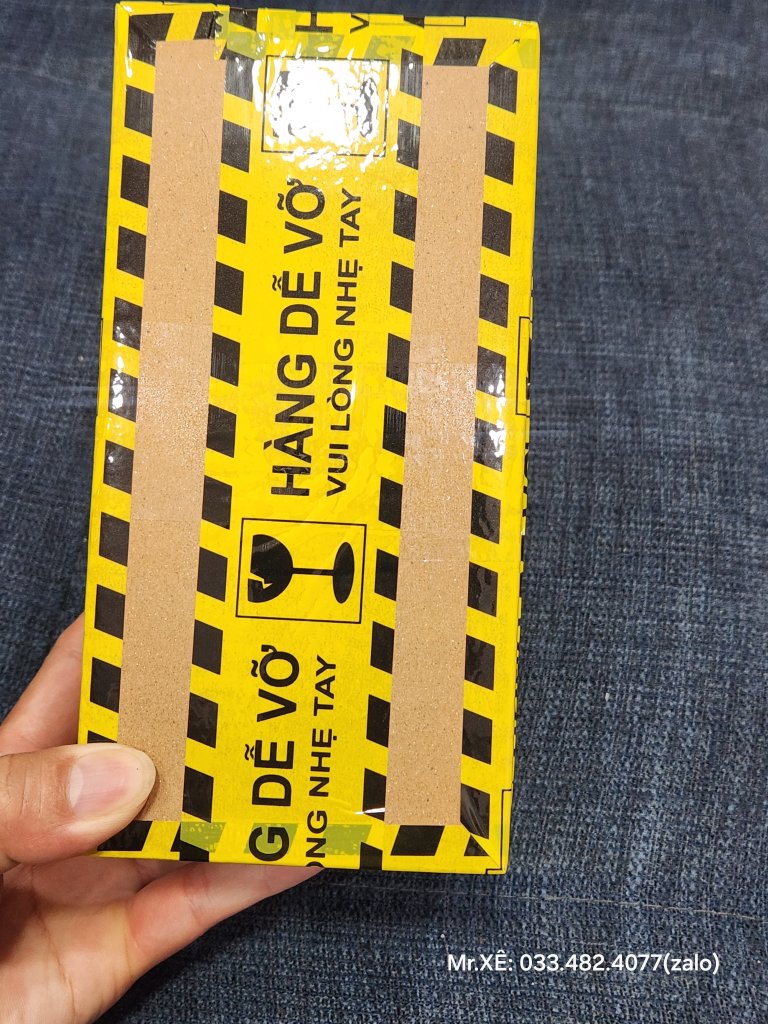 HÀNG DỄ VỠ
VUI LÒNG NHẸ TAY
G DỄ VỠ
ÒNG NHẸ TAY
H
V
Mr.XÊ: 033.482.4077(zalo)